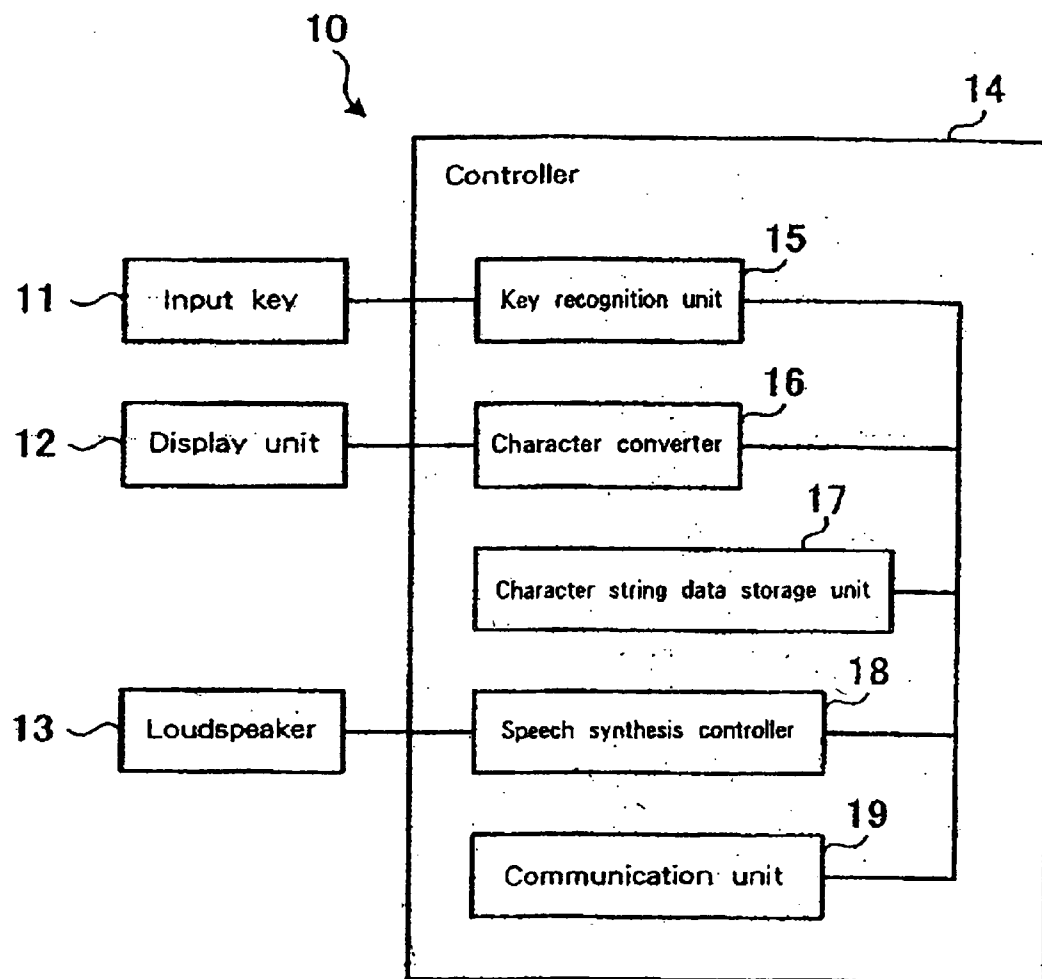 10
14
Controller
15
11 Input key Key recognition unit
16
12 Display unit Character converter
17
Character string data storage unit
18
13 Loudspeaker Speech synthesis controller
19
Communication unit